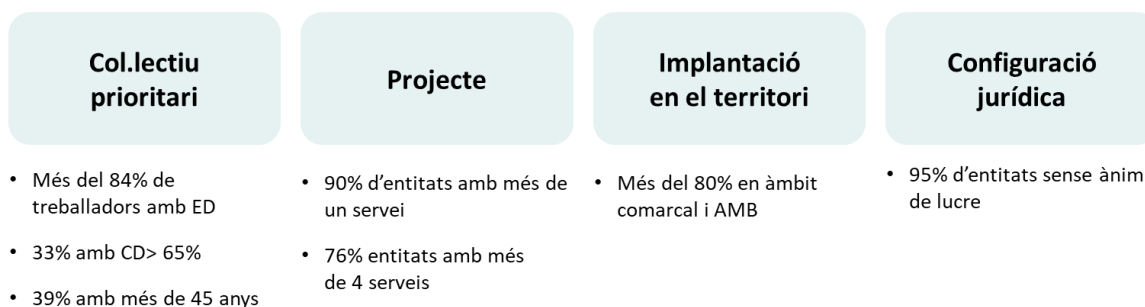 Col.lectiu
prioritari
• Més del 84% de
treballadors amb ED
• 33% amb CD> 65%
• 39% amb més de 45 anys
Projecte
• 90% d'entitats amb més de
un servei
• 76% entitats amb més
de 4 serveis
Implantació
en el territori
• Més del 80% en àmbit
comarcal i AMB
Configuració
jurídica
• 95% d'entitats sense ànim
de lucre